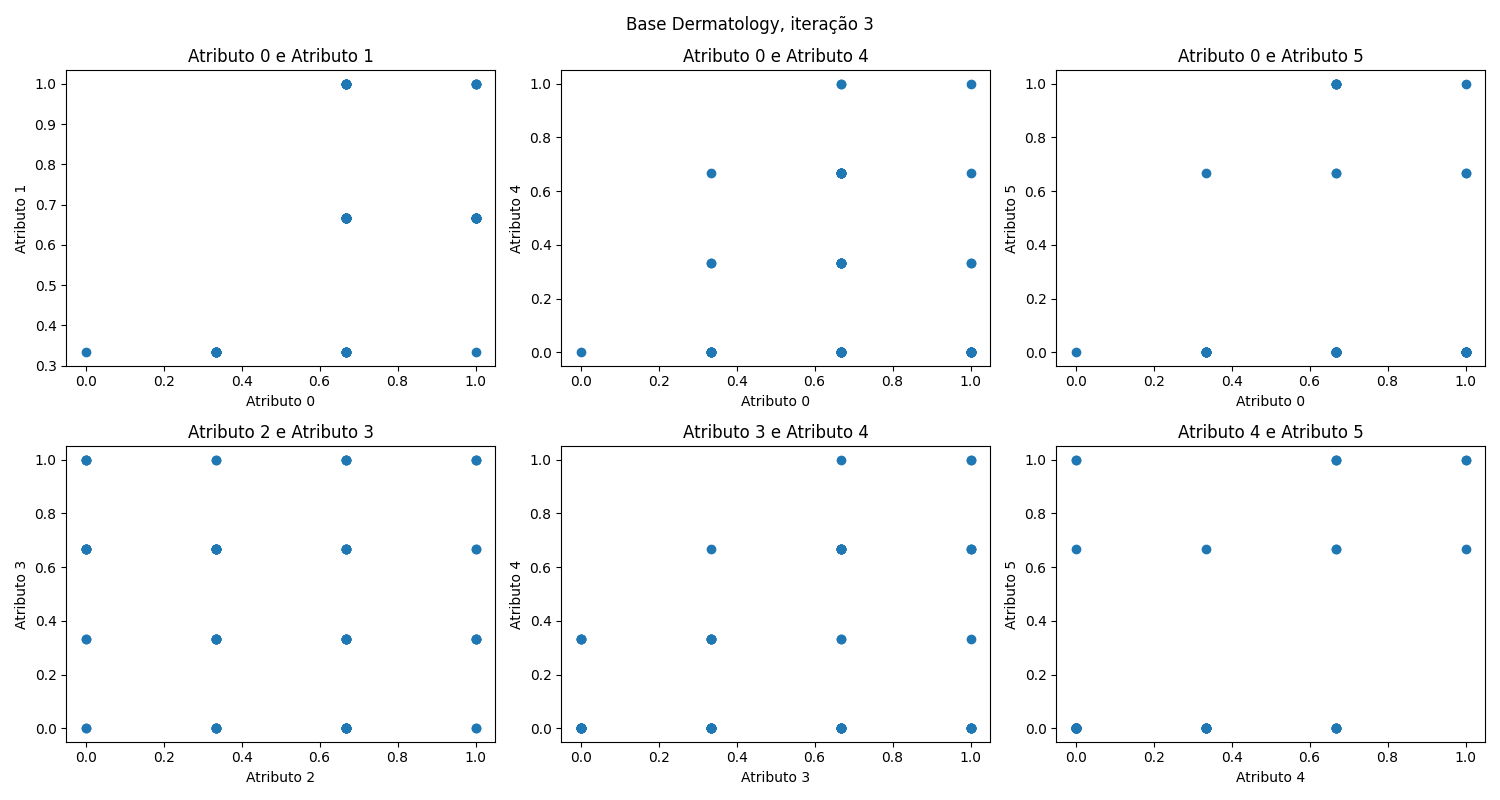 Base Dermatology, iteração 3
Atributo 0 e Atributo 1
1.0
0.9
0.8
0.7
0.6
0.5
0.4
0.3
Atributo 1
0.0 0.2 0.4 0.6 0.8 1.0
Atributo 0
Atributo 0 e Atributo 4
1.0
0.8
0.6
0.4
0.2
0.0
Atributo 4
0.0 0.2 0.4 0.6 0.8 1.0
Atributo 0
Atributo 0 e Atributo 5
1.0
0.8
0.6
0.4
0.2
0.0
Atributo 5
0.0 0.2 0.4 0.6 0.8 1.0
Atributo 0
Atributo 2 e Atributo 3
1.0
0.8
0.6
0.4
0.2
0.0
Atributo 3
0.0 0.2 0.4 0.6 0.8 1.0
Atributo 2
Atributo 3 e Atributo 4
1.0
0.8
0.6
0.4
0.2
0.0
Atributo 4
0.0 0.2 0.4 0.6 0.8 1.0
Atributo 3
Atributo 4 e Atributo 5
1.0
0.8
0.6
0.4
0.2
0.0
Atributo 5
0.0 0.2 0.4 0.6 0.8 1.0
Atributo 4